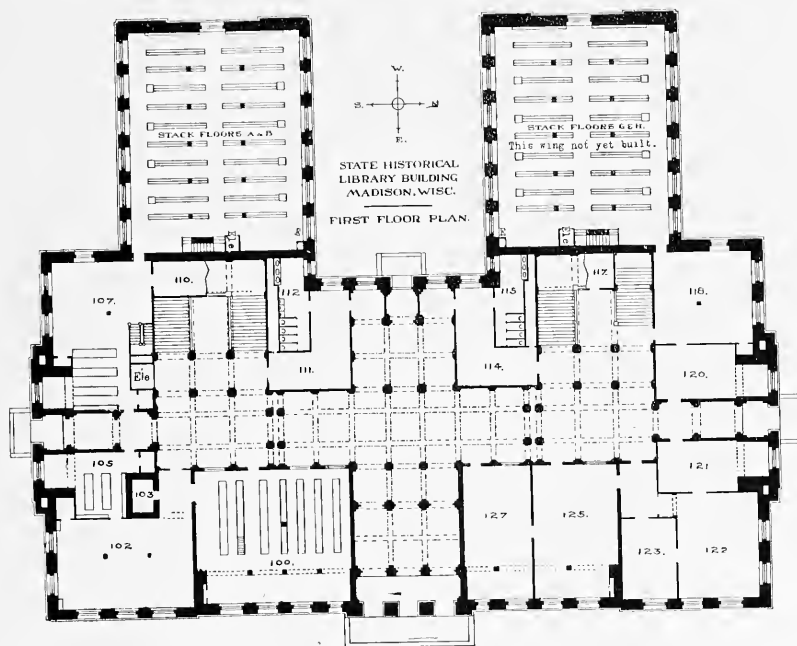 W.
S. N
E.
STATE HISTORICAL
LIBRARY BUILDING
MADISON, WISC.
FIRST FLOOR PLAN.
STACK FLOORS A & B
STACK FLOORS G & H.
This wing not yet built.
Ele
Ele
107.
110.
112
115
117.
118.
111.
114.
120.
Ele
105
103
121.
102
100.
127
125.
123.
122